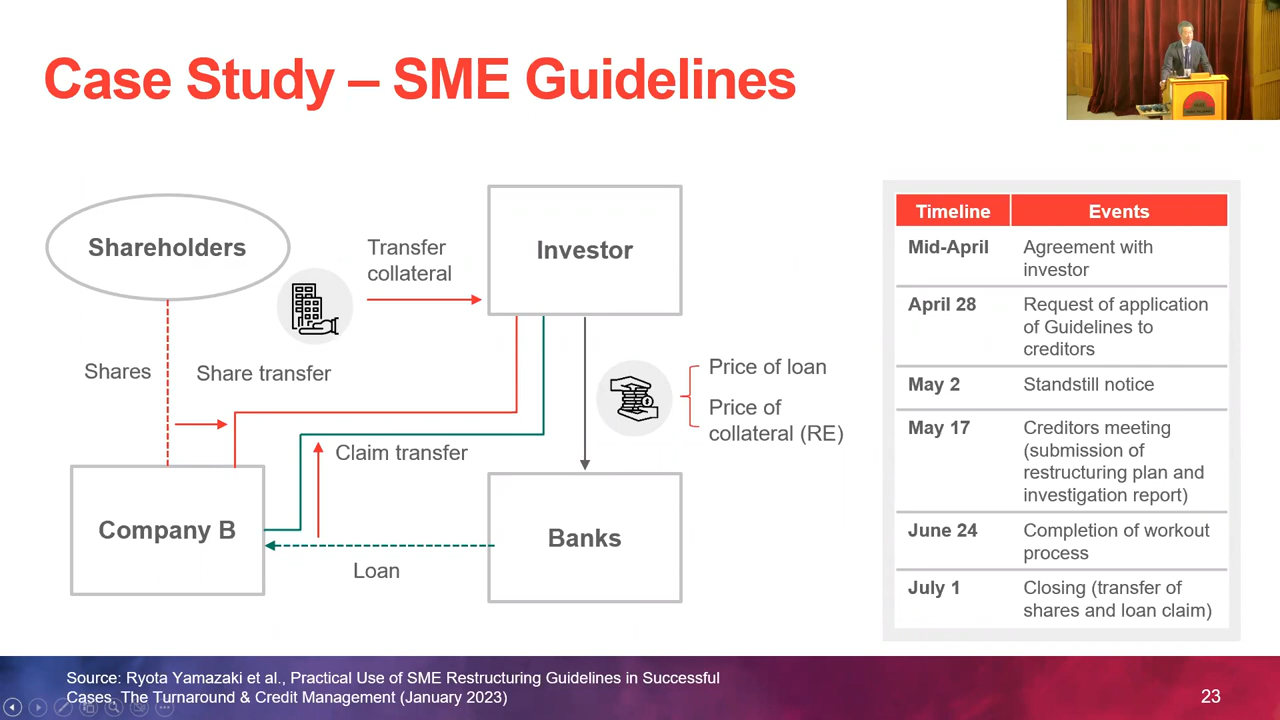 Case Study – SME Guidelines
Shareholders
Transfer
collateral
Investor
Shares
Share transfer
Price of loan
Price of
collateral (RE)
Claim transfer
Company B
Banks
Loan
Timeline
Events
Mid-April
Agreement with
investor
April 28
Request of application
of Guidelines to
creditors
May 2
Standstill notice
May 17
Creditors meeting
(submission of
restructuring plan and
investigation report)
June 24
Completion of workout
process
July 1
Closing (transfer of
shares and loan claim)
Source: Ryota Yamazaki et al., Practical Use of SME Restructuring Guidelines in Successful
Cases, The Turnaround & Credit Management (January 2023)
23